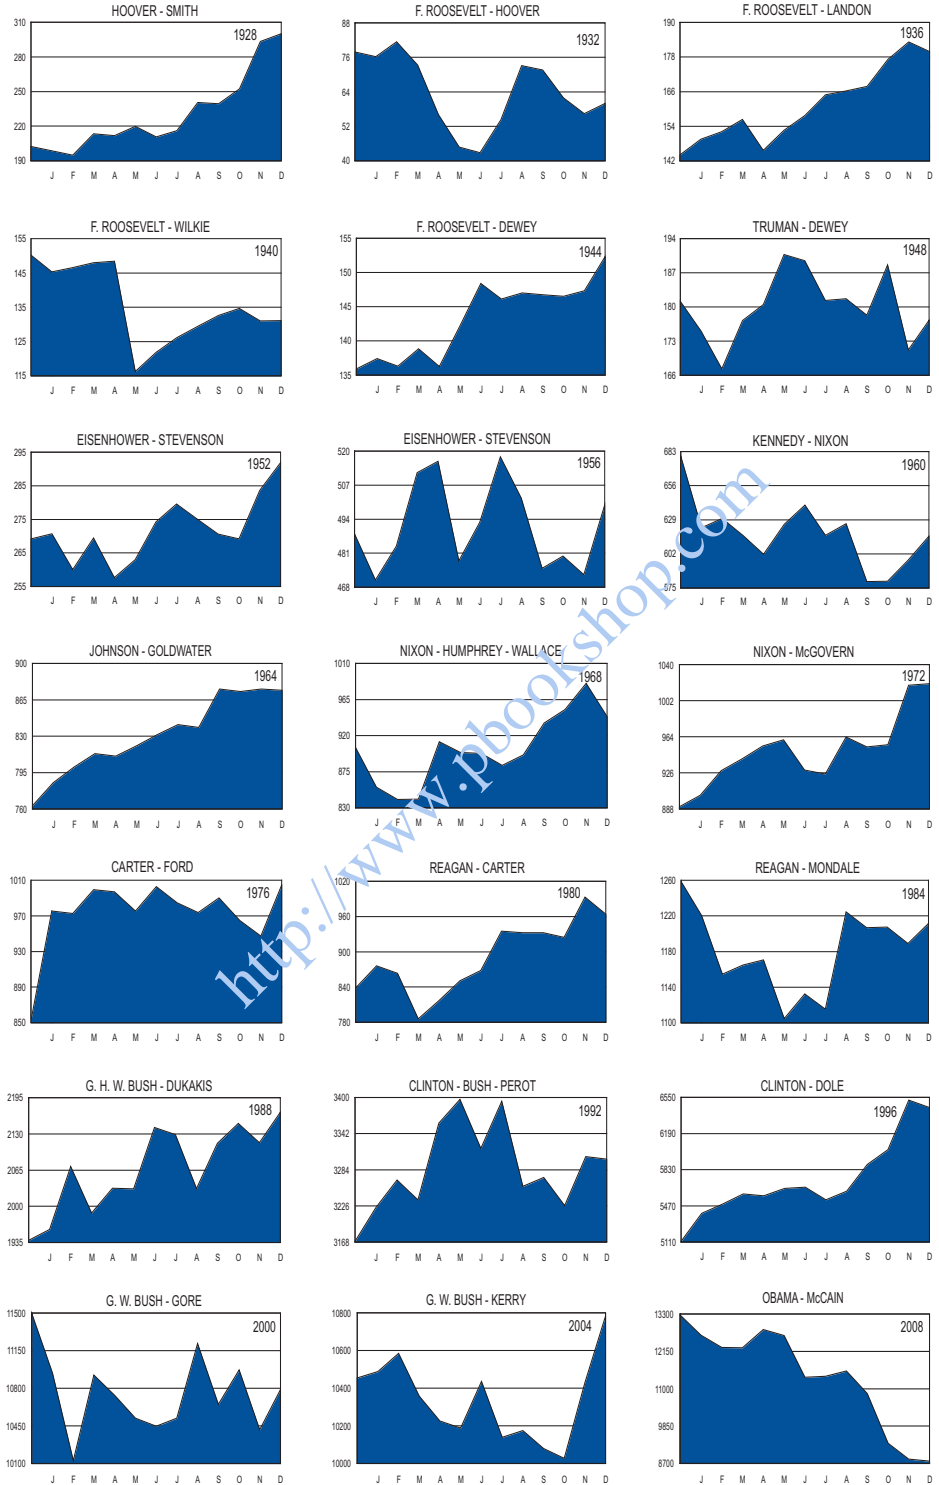 HOOVER - SMITH
1928
310
280
250
220
190
J F M A M J J A S O N D
F. ROOSEVELT - HOOVER
1932
88
76
64
52
40
J F M A M J J A S O N D
F. ROOSEVELT - LANDON
1936
190
178
166
154
142
J F M A M J J A S O N D
F. ROOSEVELT - WILKIE
1940
155
145
135
125
115
J F M A M J J A S O N D
F. ROOSEVELT - DEWEY
1944
155
150
145
140
135
J F M A M J J A S O N D
TRUMAN - DEWEY
1948
194
187
180
173
166
J F M A M J J A S O N D
EISENHOWER - STEVENSON
1952
295
285
275
265
255
J F M A M J J A S O N D
EISENHOWER - STEVENSON
1956
520
507
494
481
468
J F M A M J J A S O N D
KENNEDY - NIXON
1960
683
656
629
602
575
J F M A M J J A S O N D
JOHNSON - GOLDWATER
1964
900
865
830
795
760
J F M A M J J A S O N D
NIXON - HUMPHREY - WALLACE
1968
1010
965
920
875
830
J F M A M J J A S O N D
NIXON - McGOVERN
1972
1040
1002
964
926
888
J F M A M J J A S O N D
CARTER - FORD
1976
1010
970
930
890
850
J F M A M J J A S O N D
REAGAN - CARTER
1980
1020
960
900
840
780
J F M A M J J A S O N D
REAGAN - MONDALE
1984
1260
1220
1180
1140
1100
J F M A M J J A S O N D
G. H. W. BUSH - DUKAKIS
1988
2195
2130
2065
2000
1935
J F M A M J J A S O N D
CLINTON - BUSH - PEROT
1992
3400
3342
3284
3226
3168
J F M A M J J A S O N D
CLINTON - DOLE
1996
6550
6190
5830
5470
5110
J F M A M J J A S O N D
G. W. BUSH - GORE
2000
11500
11150
10800
10450
10100
J F M A M J J A S O N D
G. W. BUSH - KERRY
2004
10800
10600
10400
10200
10000
J F M A M J J A S O N D
OBAMA - McCAIN
2008
13300
12150
11000
9850
8700
J F M A M J J A S O N D
http://www.pbookshop.com